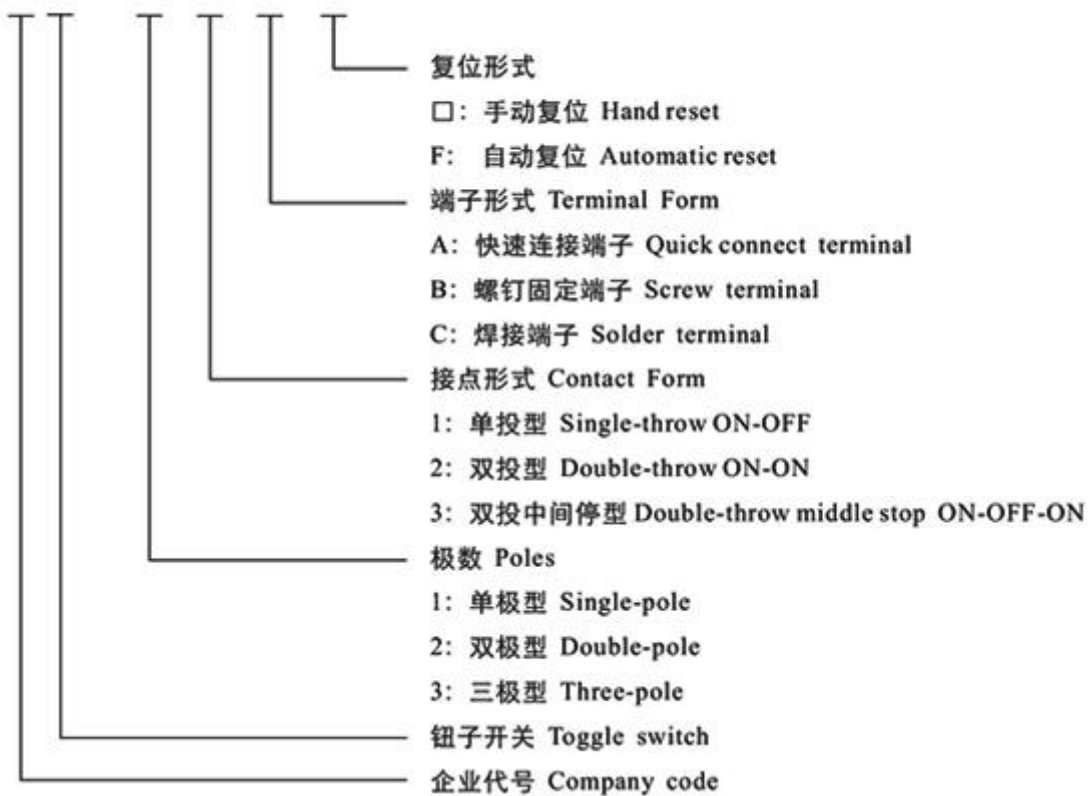 复位形式
□: 手动复位 Hand reset
F: 自动复位 Automatic reset
端子形式 Terminal Form
A: 快速连接端子 Quick connect terminal
B: 螺钉固定端子 Screw terminal
C: 焊接端子 Solder terminal
接点形式 Contact Form
1: 单投型 Single-throw ON-OFF
2: 双投型 Double-throw ON-ON
3: 双投中间停型 Double-throw middle stop ON-OFF-ON
极数 Poles
1: 单极型 Single-pole
2: 双极型 Double-pole
3: 三极型 Three-pole
钮子开关 Toggle switch
企业代号 Company code